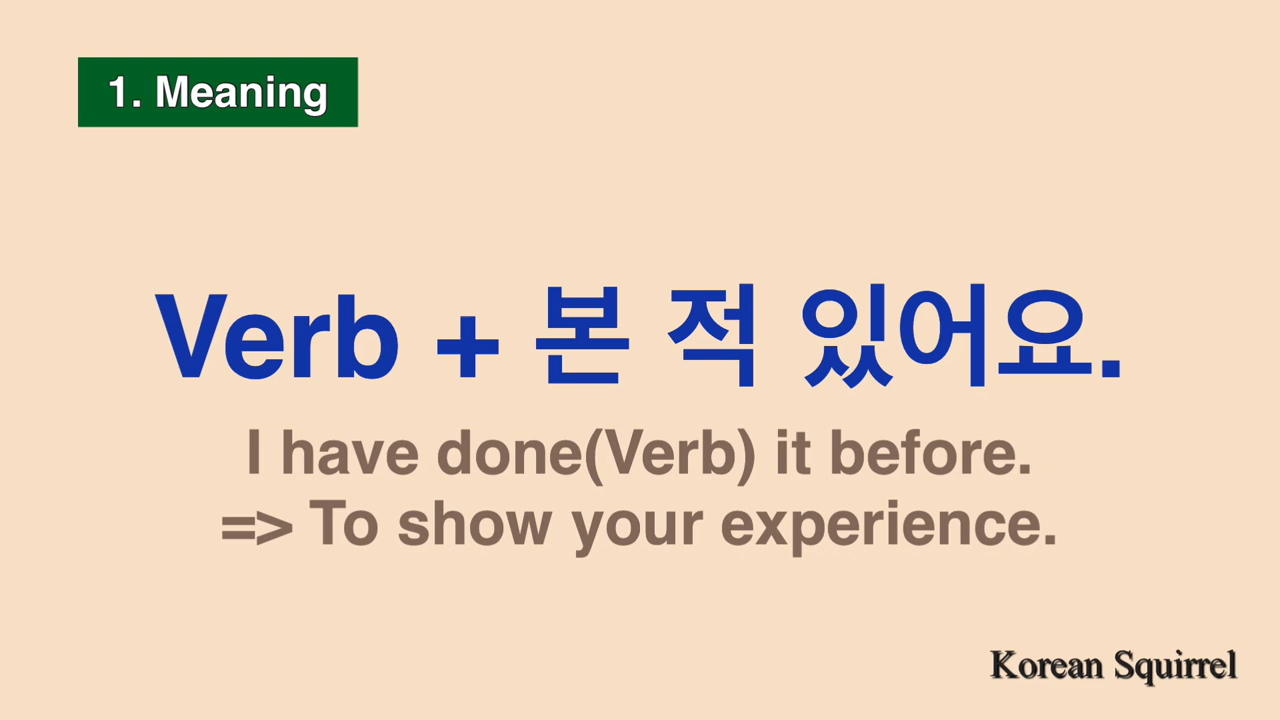 1. Meaning
Verb + 본 적 있어요.
I have done(Verb) it before.
=> To show your experience.
Korean Squirrel